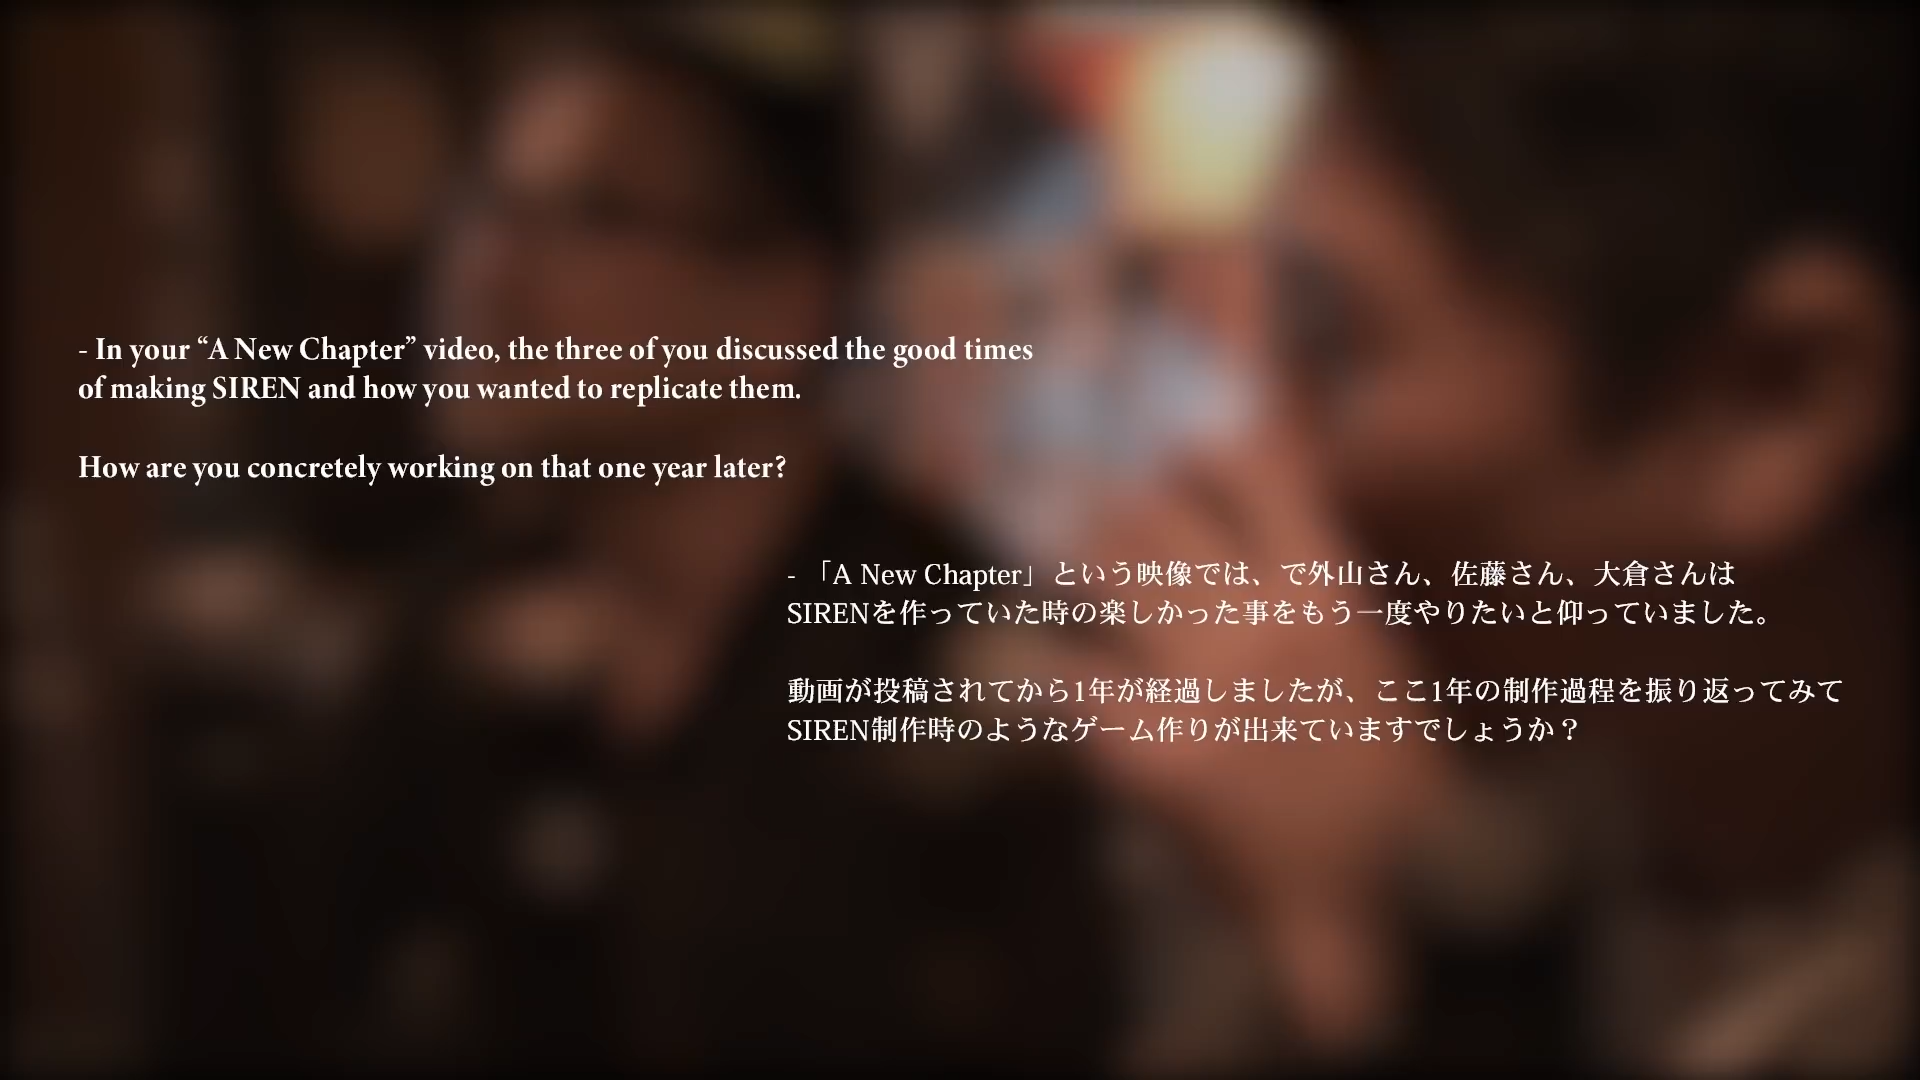 - In your “A New Chapter” video, the three of you discussed the good times
of making SIREN and how you wanted to replicate them.
How are you concretely working on that one year later?
- 「A New Chapter」という映像では、で外山さん、佐藤さん、大倉さんは
SIRENを作っていた時の楽しかった事をもう一度やりたいと仰っていました。
動画が投稿されてから1年が経過しましたが、ここ1年の制作過程を振り返ってみて
SIREN制作時のようなゲーム作りが出来ていますでしょうか？